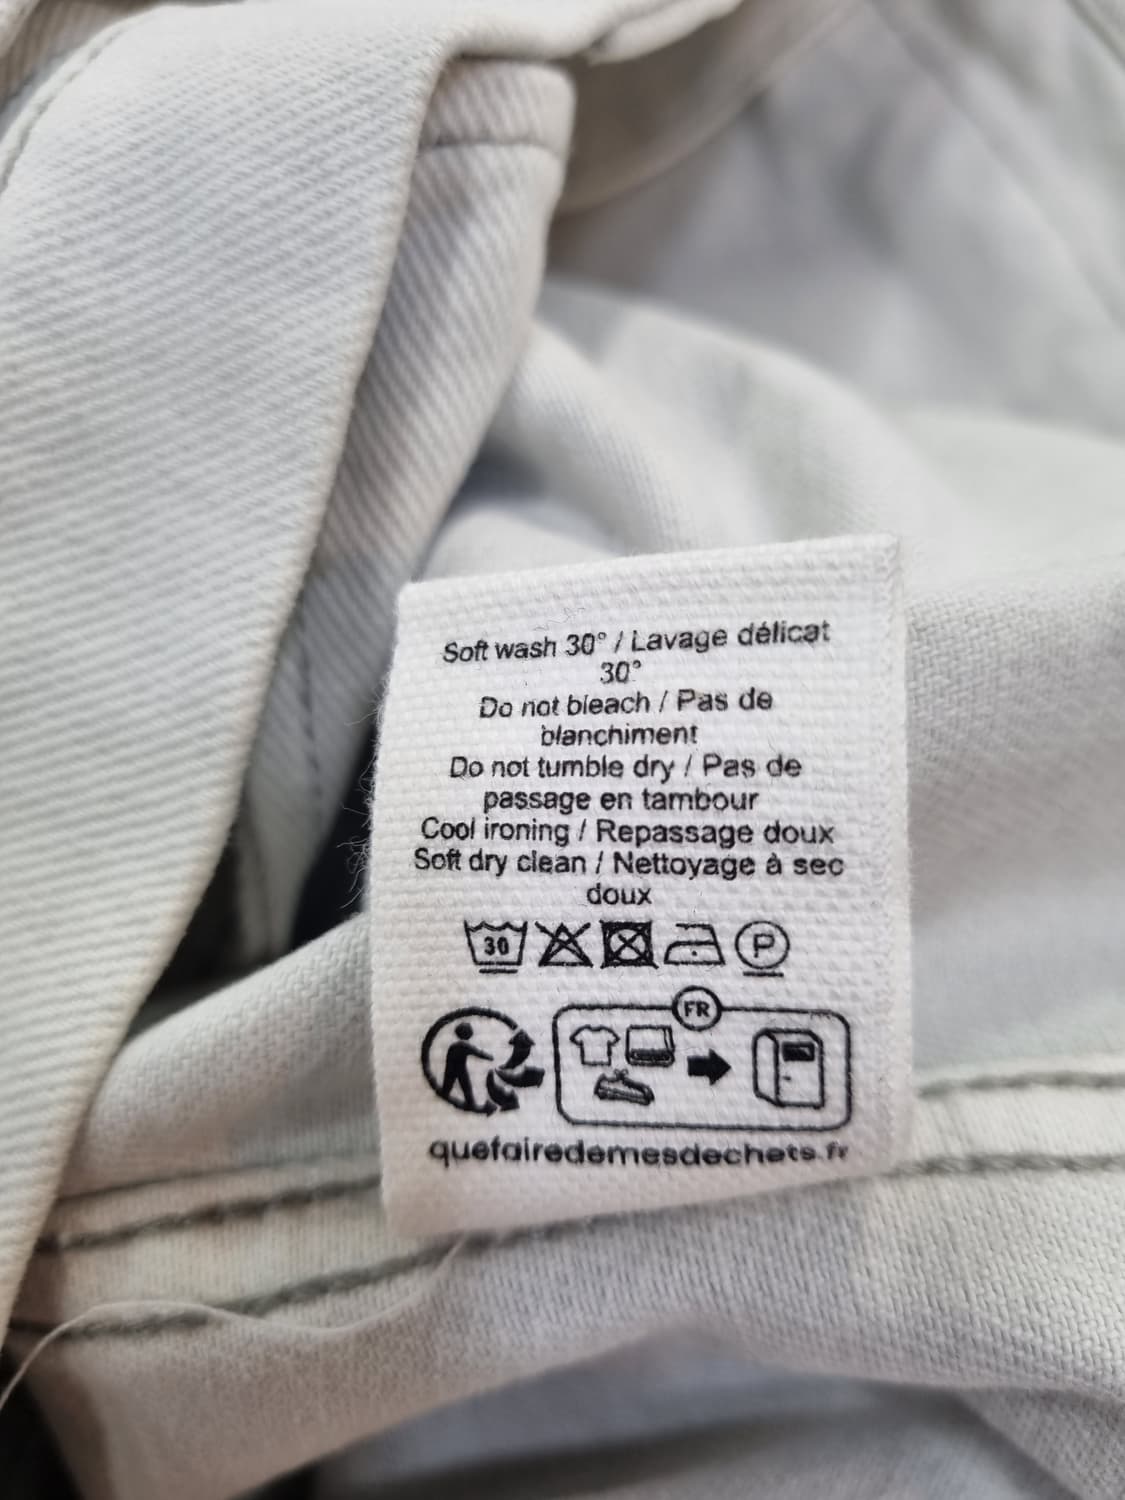 Soft wash 30° / Lavage délicat
30°
Do not bleach / Pas de
blanchiment
Do not tumble dry / Pas de
passage en tambour
Cool ironing / Repassage doux
Soft dry clean / Nettoyage à sec
doux
30 P
FR
quefairedemesdechets.fr